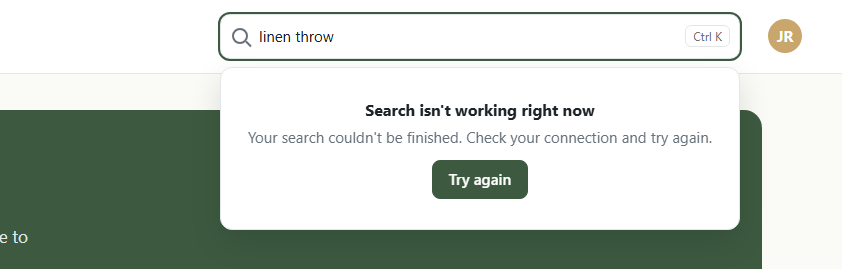 linen throw
Ctrl K
JR
Search isn't working right now
Your search couldn't be finished. Check your connection and try again.
Try again
e to